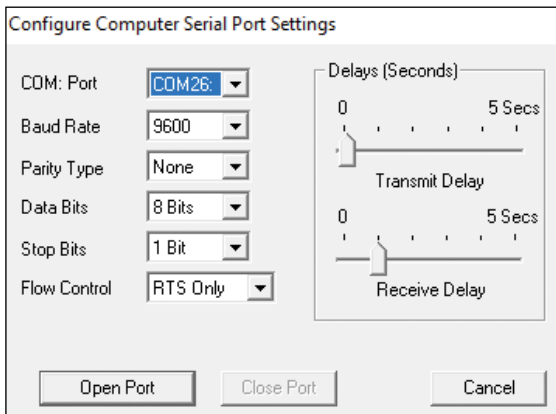 Configure Computer Serial Port Settings
COM: Port COM26:
Baud Rate 9600
Parity Type None
Data Bits 8 Bits
Stop Bits 1 Bit
Flow Control RTS Only
Delays (Seconds)
0 5 Secs
Transmit Delay
0 5 Secs
Receive Delay
Open Port Close Port Cancel